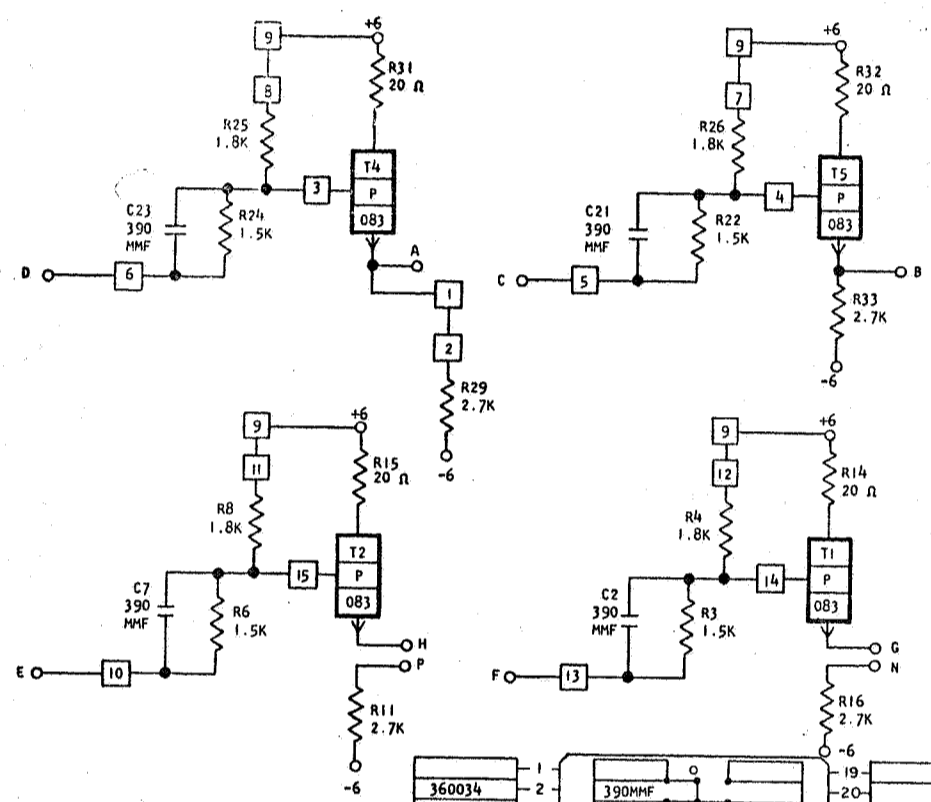 9
+6
8
R31
20 Ω
R25
1.8K
T4
P
083
3
C23
390
MMF
R24
1.5K
D
6
A
1
2
R29
2.7K
-6
9
+6
7
R32
20 Ω
R26
1.8K
T5
P
083
4
C21
390
MMF
R22
1.5K
C
5
B
R33
2.7K
-6
9
+6
11
R15
20 Ω
R8
1.8K
T2
P
083
15
C7
390
MMF
R6
1.5K
E
10
H
P
R11
2.7K
-6
9
+6
12
R14
20 Ω
R4
1.8K
T1
P
083
14
C2
390
MMF
R3
1.5K
F
13
G
N
R16
2.7K
-6
1
19
360034
2
390MMF
20